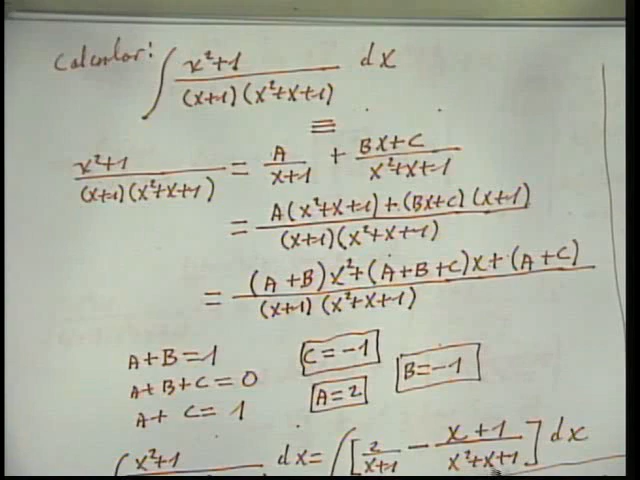 Calcular: ∫ x²+1 / (x+1)(x²+x+1) dx
≡
x²+1 / (x+1)(x²+x+1) = A / x+1 + Bx+C / x²+x+1
= A(x²+x+1)+(Bx+C)(x+1) / (x+1)(x²+x+1)
= (A+B)x²+(A+B+C)x+(A+C) / (x+1)(x²+x+1)
A+B=1 C=-1 B=-1
A+B+C=0 A=2
A+ C=1
∫ x²+1 dx= ∫[2 / x+1 - x+1 / x²+x+1] dx